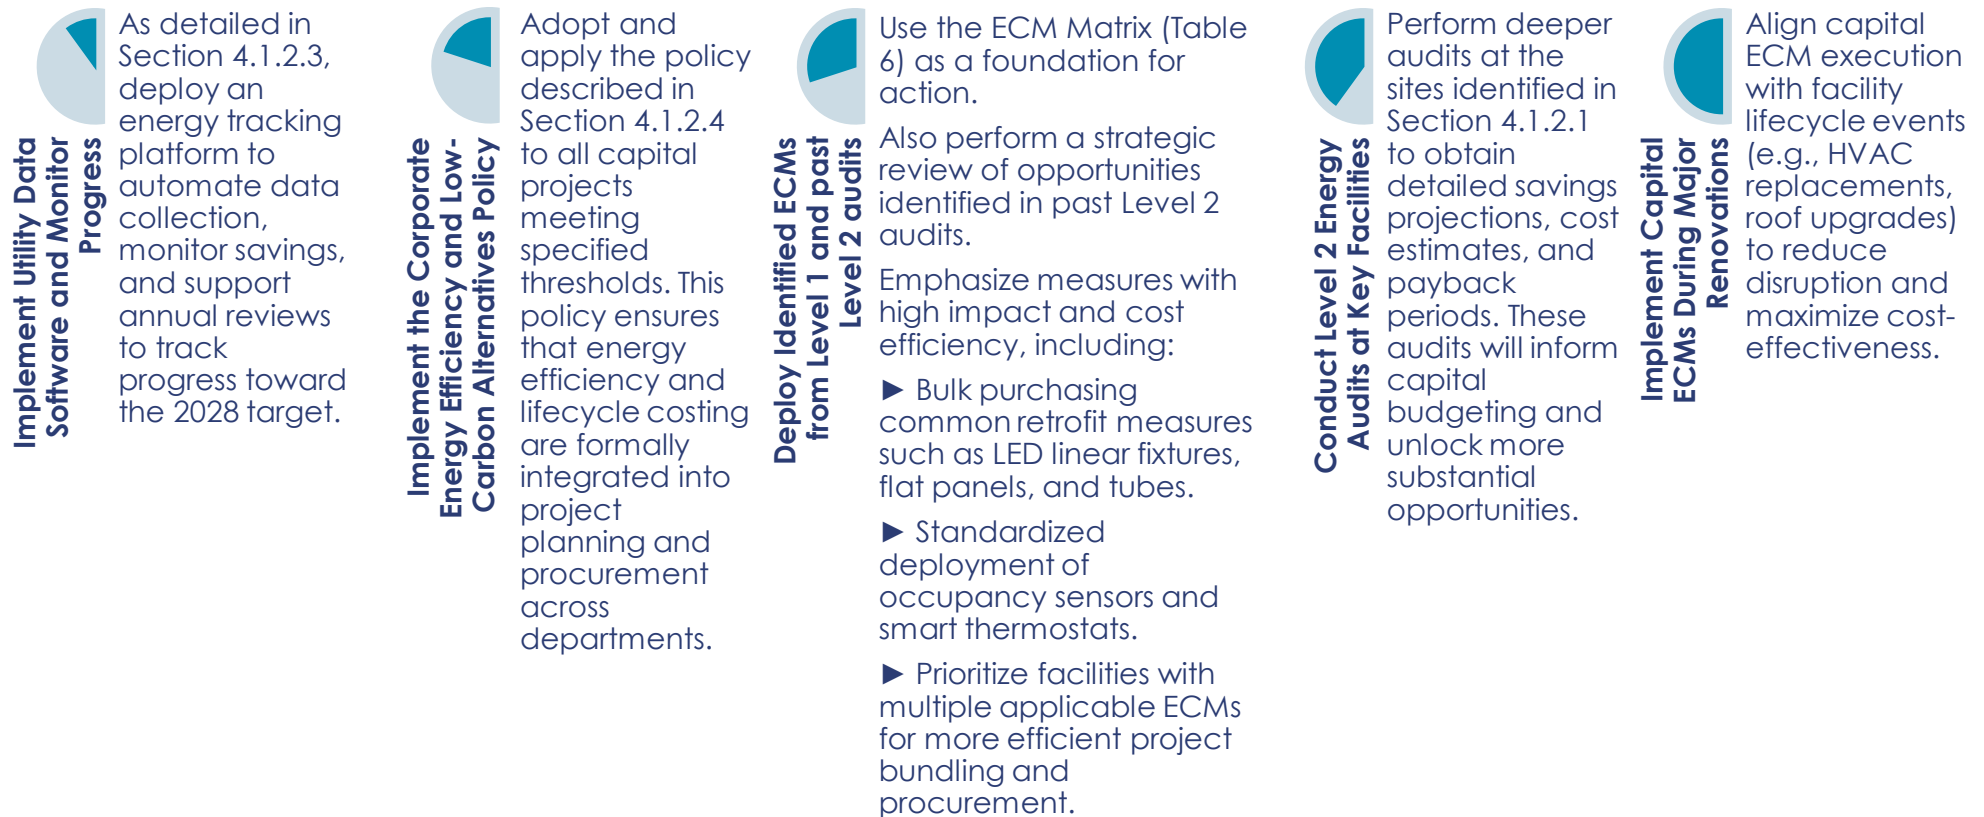 Implement Utility Data
Software and Monitor
Progress
As detailed in
Section 4.1.2.3,
deploy an
energy tracking
platform to
automate data
collection,
monitor savings,
and support
annual reviews
to track
progress toward
the 2028 target.
Implement the Corporate
Energy Efficiency and Low-
Carbon Alternatives Policy
Adopt and
apply the policy
described in
Section 4.1.2.4
to all capital
projects
meeting
specified
thresholds. This
policy ensures
that energy
efficiency and
lifecycle costing
are formally
integrated into
project
planning and
procurement
across
departments.
Deploy Identified ECMs
from Level 1 and past
Level 2 audits
Use the ECM Matrix (Table
6) as a foundation for
action.
Also perform a strategic
review of opportunities
identified in past Level 2
audits.
Emphasize measures with
high impact and cost
efficiency, including:
► Bulk purchasing
common retrofit measures
such as LED linear fixtures,
flat panels, and tubes.
► Standardized
deployment of
occupancy sensors and
smart thermostats.
► Prioritize facilities with
multiple applicable ECMs
for more efficient project
bundling and
procurement.
Conduct Level 2 Energy
Audits at Key Facilities
Perform deeper
audits at the
sites identified in
Section 4.1.2.1
to obtain
detailed savings
projections, cost
estimates, and
payback
periods. These
audits will inform
capital
budgeting and
unlock more
substantial
opportunities.
Implement Capital
ECMs During Major
Renovations
Align capital
ECM execution
with facility
lifecycle events
(e.g., HVAC
replacements,
roof upgrades)
to reduce
disruption and
maximize cost-
effectiveness.